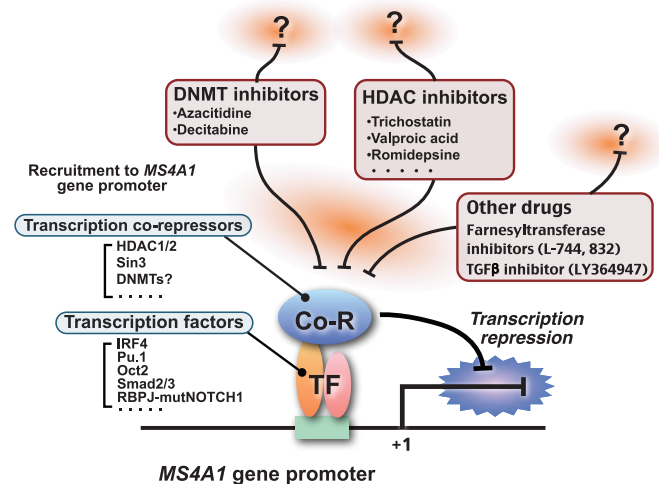 ?
?
DNMT inhibitors
•Azacitidine
•Decitabine
HDAC inhibitors
•Trichostatin
•Valproic acid
•Romidepsine
. . . . .
?
Other drugs
Farnesyltransferase
inhibitors (L-744, 832)
TGFβ inhibitor (LY364947)
Recruitment to MS4A1
gene promoter
Transcription co-repressors
HDAC1/2
Sin3
DNMTs?
. . . . .
Transcription factors
IRF4
Pu.1
Oct2
Smad2/3
RBPJ-mutNOTCH1
. . . . .
Co-R
TF
Transcription
repression
+1
MS4A1 gene promoter